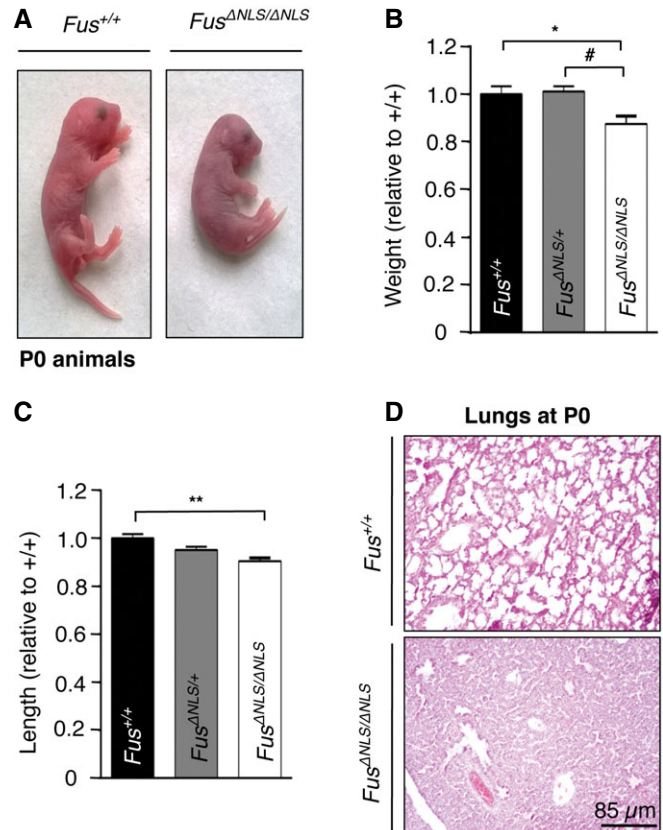 A
Fus+/+
FusΔNLS/ΔNLS
P0 animals
B
Weight (relative to +/+)
1.2
1.0
0.8
0.6
0.4
0.2
0
*
#
Fus+/+
FusΔNLS/+
FusΔNLS/ΔNLS
C
Length (relative to +/+)
1.2
1.0
0.8
0.6
0.4
0.2
0
**
Fus+/+
FusΔNLS/+
FusΔNLS/ΔNLS
D
Lungs at P0
Fus+/+
FusΔNLS/ΔNLS
85 µm